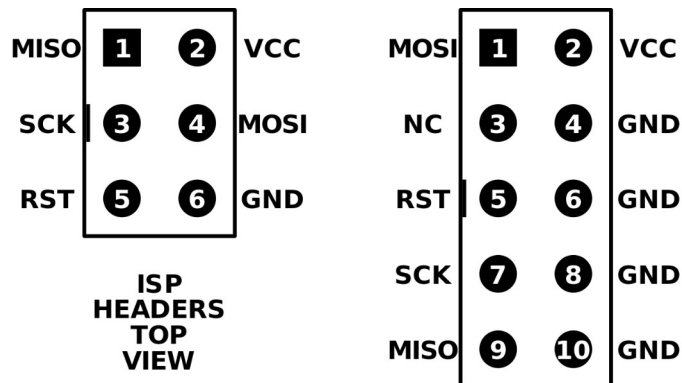 MISO 1 2 VCC
SCK 3 4 MOSI
RST 5 6 GND
ISP
HEADERS
TOP
VIEW
MOSI 1 2 VCC
NC 3 4 GND
RST 5 6 GND
SCK 7 8 GND
MISO 9 10 GND